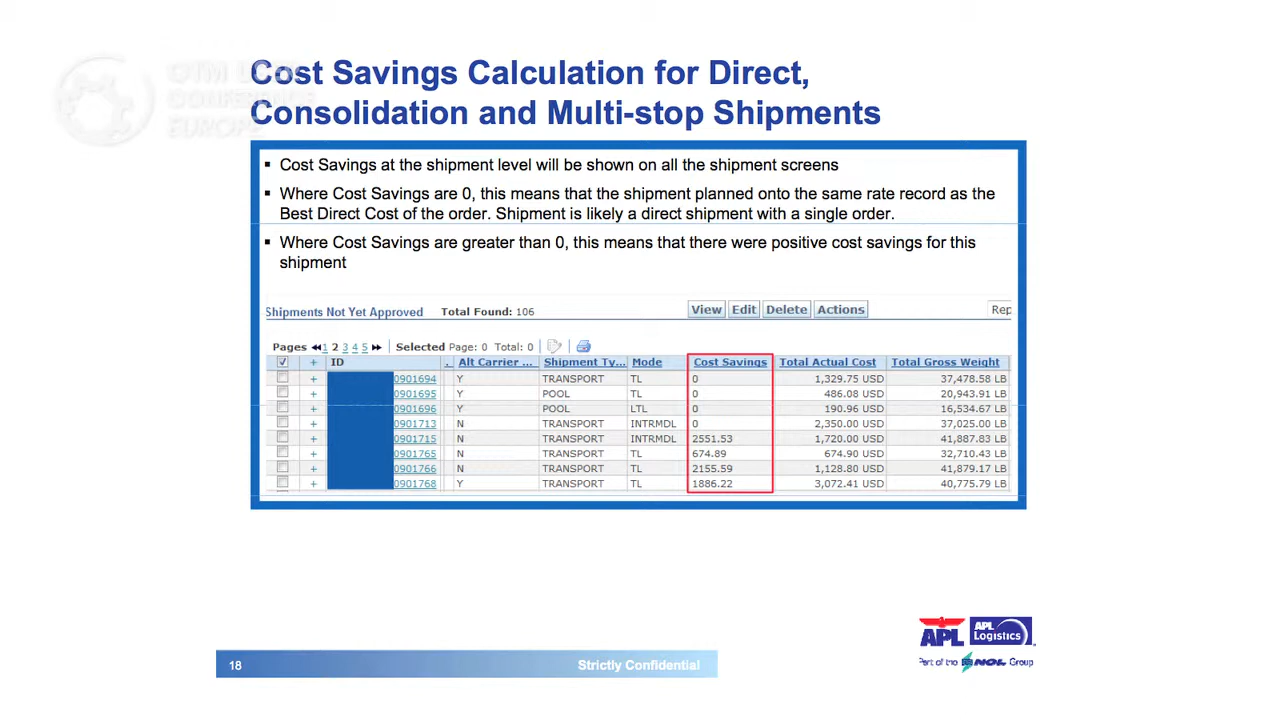 OTM USER
CONFERENCE
EUROPE
Cost Savings Calculation for Direct,
Consolidation and Multi-stop Shipments
▪ Cost Savings at the shipment level will be shown on all the shipment screens
▪ Where Cost Savings are 0, this means that the shipment planned onto the same rate record as the
Best Direct Cost of the order. Shipment is likely a direct shipment with a single order.
▪ Where Cost Savings are greater than 0, this means that there were positive cost savings for this
shipment
Shipments Not Yet Approved Total Found: 106 View Edit Delete Actions Rep
Pages 1 2 3 4 5 Selected Page: 0 Total: 0
+ ID .. Alt Carrier ... Shipment Ty... Mode Cost Savings Total Actual Cost Total Gross Weight
+ 0901694 Y TRANSPORT TL 0 1,329.75 USD 37,478.58 LB
+ 0901695 Y POOL TL 0 486.08 USD 20,943.91 LB
+ 0901696 Y POOL LTL 0 190.96 USD 16,534.67 LB
+ 0901713 N TRANSPORT INTRMDL 0 2,350.00 USD 37,025.00 LB
+ 0901715 N TRANSPORT INTRMDL 2551.53 1,720.00 USD 41,887.83 LB
+ 0901765 N TRANSPORT TL 674.89 674.90 USD 32,710.43 LB
+ 0901766 N TRANSPORT TL 2155.59 1,128.80 USD 41,879.17 LB
+ 0901768 Y TRANSPORT TL 1886.22 3,072.41 USD 40,775.79 LB
APL APL Logistics
Part of the NOL Group
18 Strictly Confidential